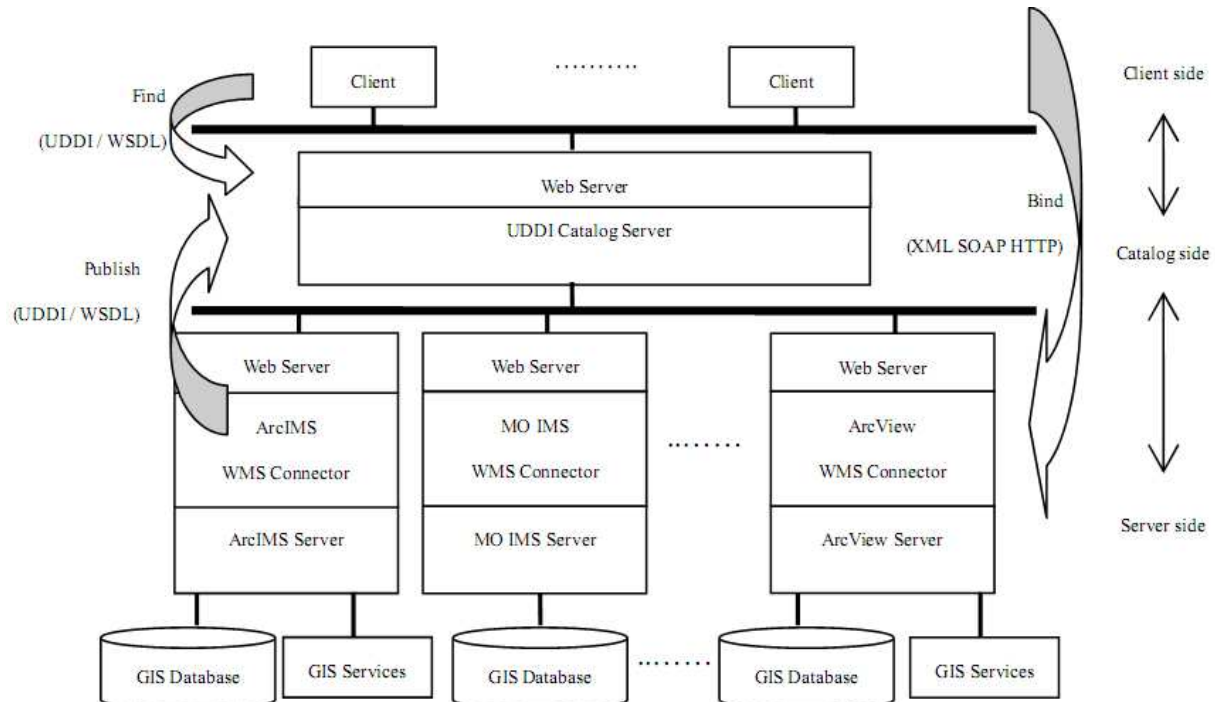 Client
Client
Client side
Find
(UDDI / WSDL)
Web Server
UDDI Catalog Server
Bind
(XML SOAP HTTP)
Catalog side
Publish
(UDDI / WSDL)
Web Server
ArcIMS
WMS Connector
ArcIMS Server
Web Server
MO IMS
WMS Connector
MO IMS Server
Web Server
ArcView
WMS Connector
ArcView Server
Server side
GIS Database
GIS Services
GIS Database
GIS Database
GIS Services